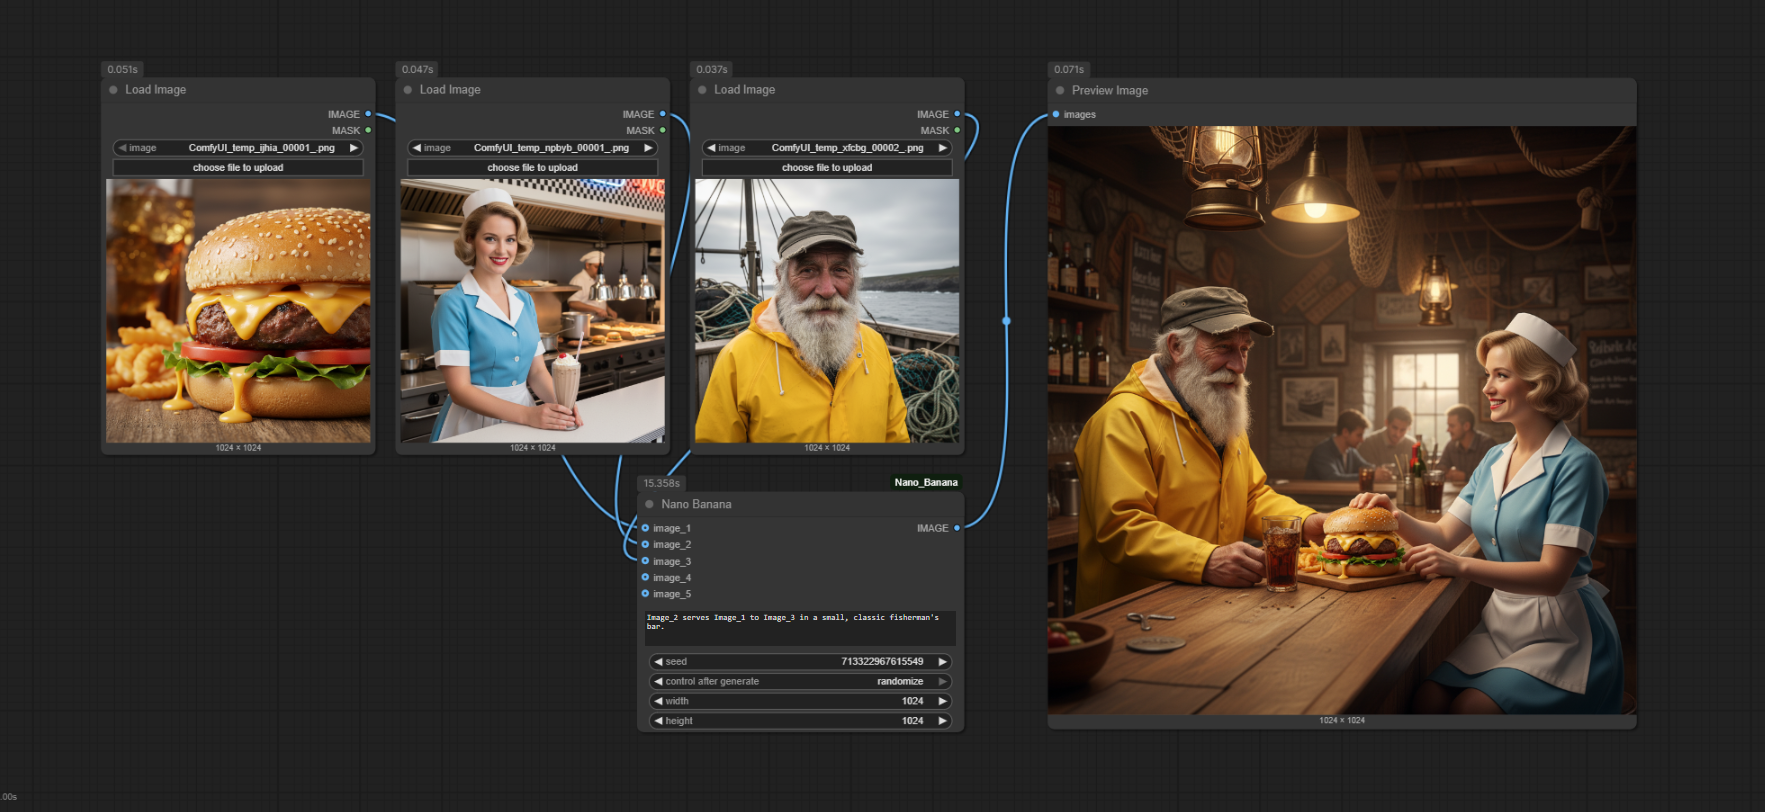 0.051s
Load Image
IMAGE
MASK
image ComfyUI_temp_ijhia_00001_.png
choose file to upload
1024 × 1024
0.047s
Load Image
IMAGE
MASK
image ComfyUI_temp_npbyb_00001_.png
choose file to upload
1024 × 1024
0.037s
Load Image
IMAGE
MASK
image ComfyUI_temp_xfcbg_00002_.png
choose file to upload
1024 × 1024
15.358s
Nano_Banana
Nano Banana
image_1 IMAGE
image_2
image_3
image_4
image_5
Image_2 serves Image_1 to Image_3 in a small, classic fisherman's
bar.
seed 713322967615549
control after generate randomize
width 1024
height 1024
0.071s
Preview Image
images
1024 × 1024
.00s